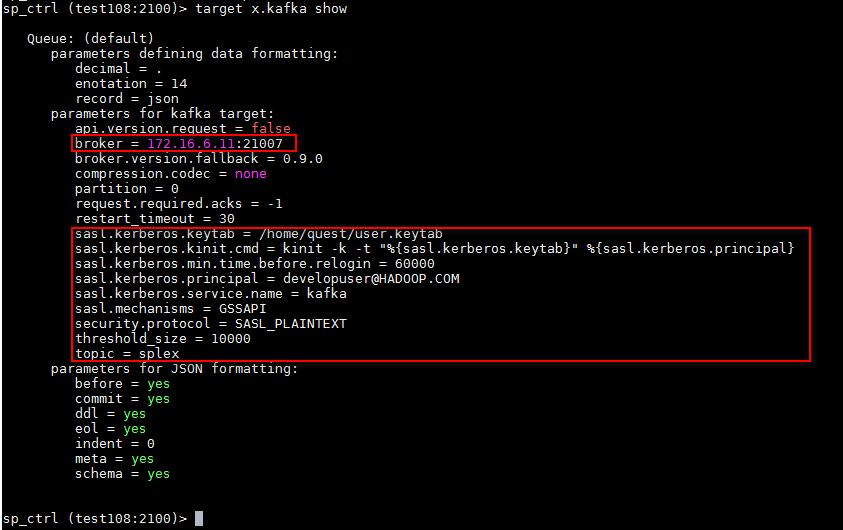 sp_ctrl (test108:2100)> target x.kafka show
Queue: (default)
parameters defining data formatting:
decimal = .
enotation = 14
record = json
parameters for kafka target:
api.version.request = false
broker = 172.16.6.11:21007
broker.version.fallback = 0.9.0
compression.codec = none
partition = 0
request.required.acks = -1
restart_timeout = 30
sasl.kerberos.keytab = /home/quest/user.keytab
sasl.kerberos.kinit.cmd = kinit -k -t "%{sasl.kerberos.keytab}" %{sasl.kerberos.principal}
sasl.kerberos.min.time.before.relogin = 60000
sasl.kerberos.principal = developuser@HADOOP.COM
sasl.kerberos.service.name = kafka
sasl.mechanisms = GSSAPI
security.protocol = SASL_PLAINTEXT
threshold_size = 10000
topic = splex
parameters for JSON formatting:
before = yes
commit = yes
ddl = yes
eol = yes
indent = 0
meta = yes
schema = yes
sp_ctrl (test108:2100)>